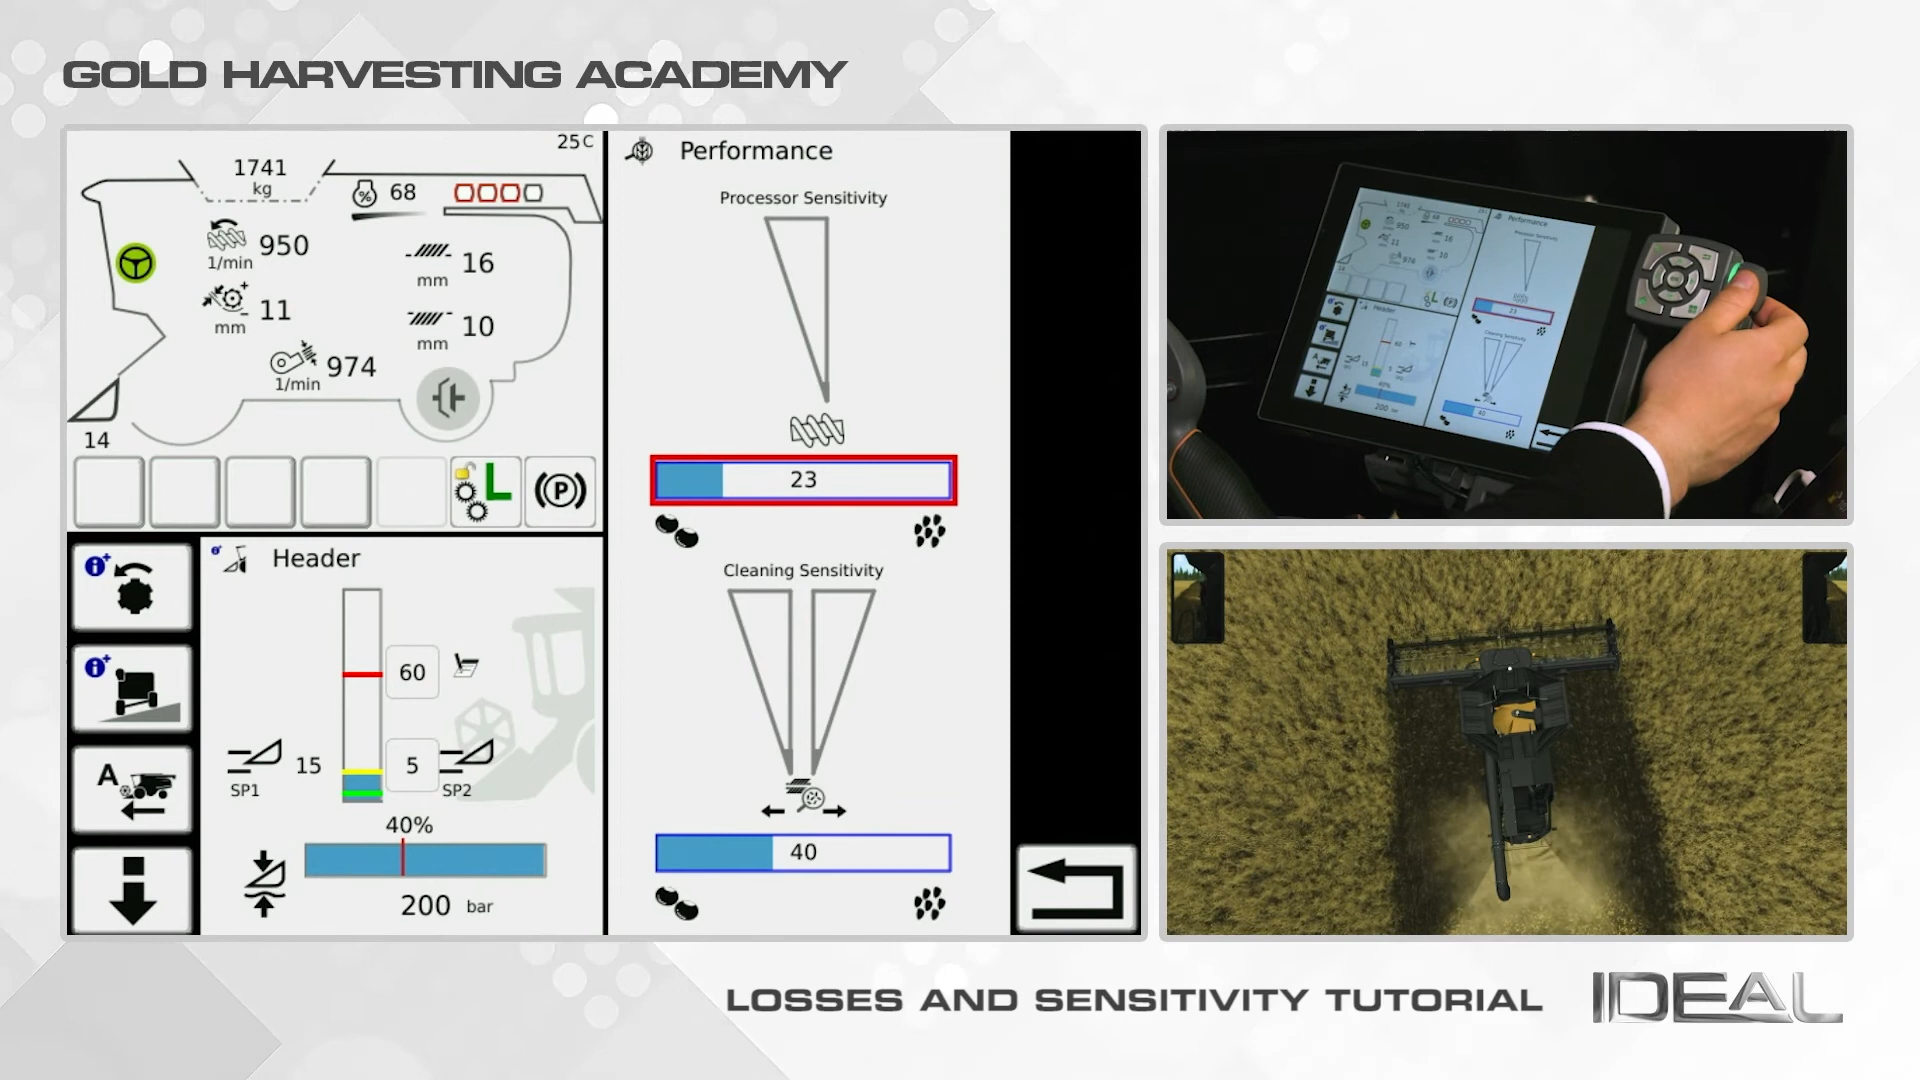 GOLD HARVESTING ACADEMY
25 C
1741
kg
68
950
1/min
16
mm
11
mm
10
mm
974
1/min
14
L
P
Header
60
15
5
SP1
SP2
A
40%
200 bar
Performance
Processor Sensitivity
23
Cleaning Sensitivity
40
LOSSES AND SENSITIVITY TUTORIAL
IDEAL